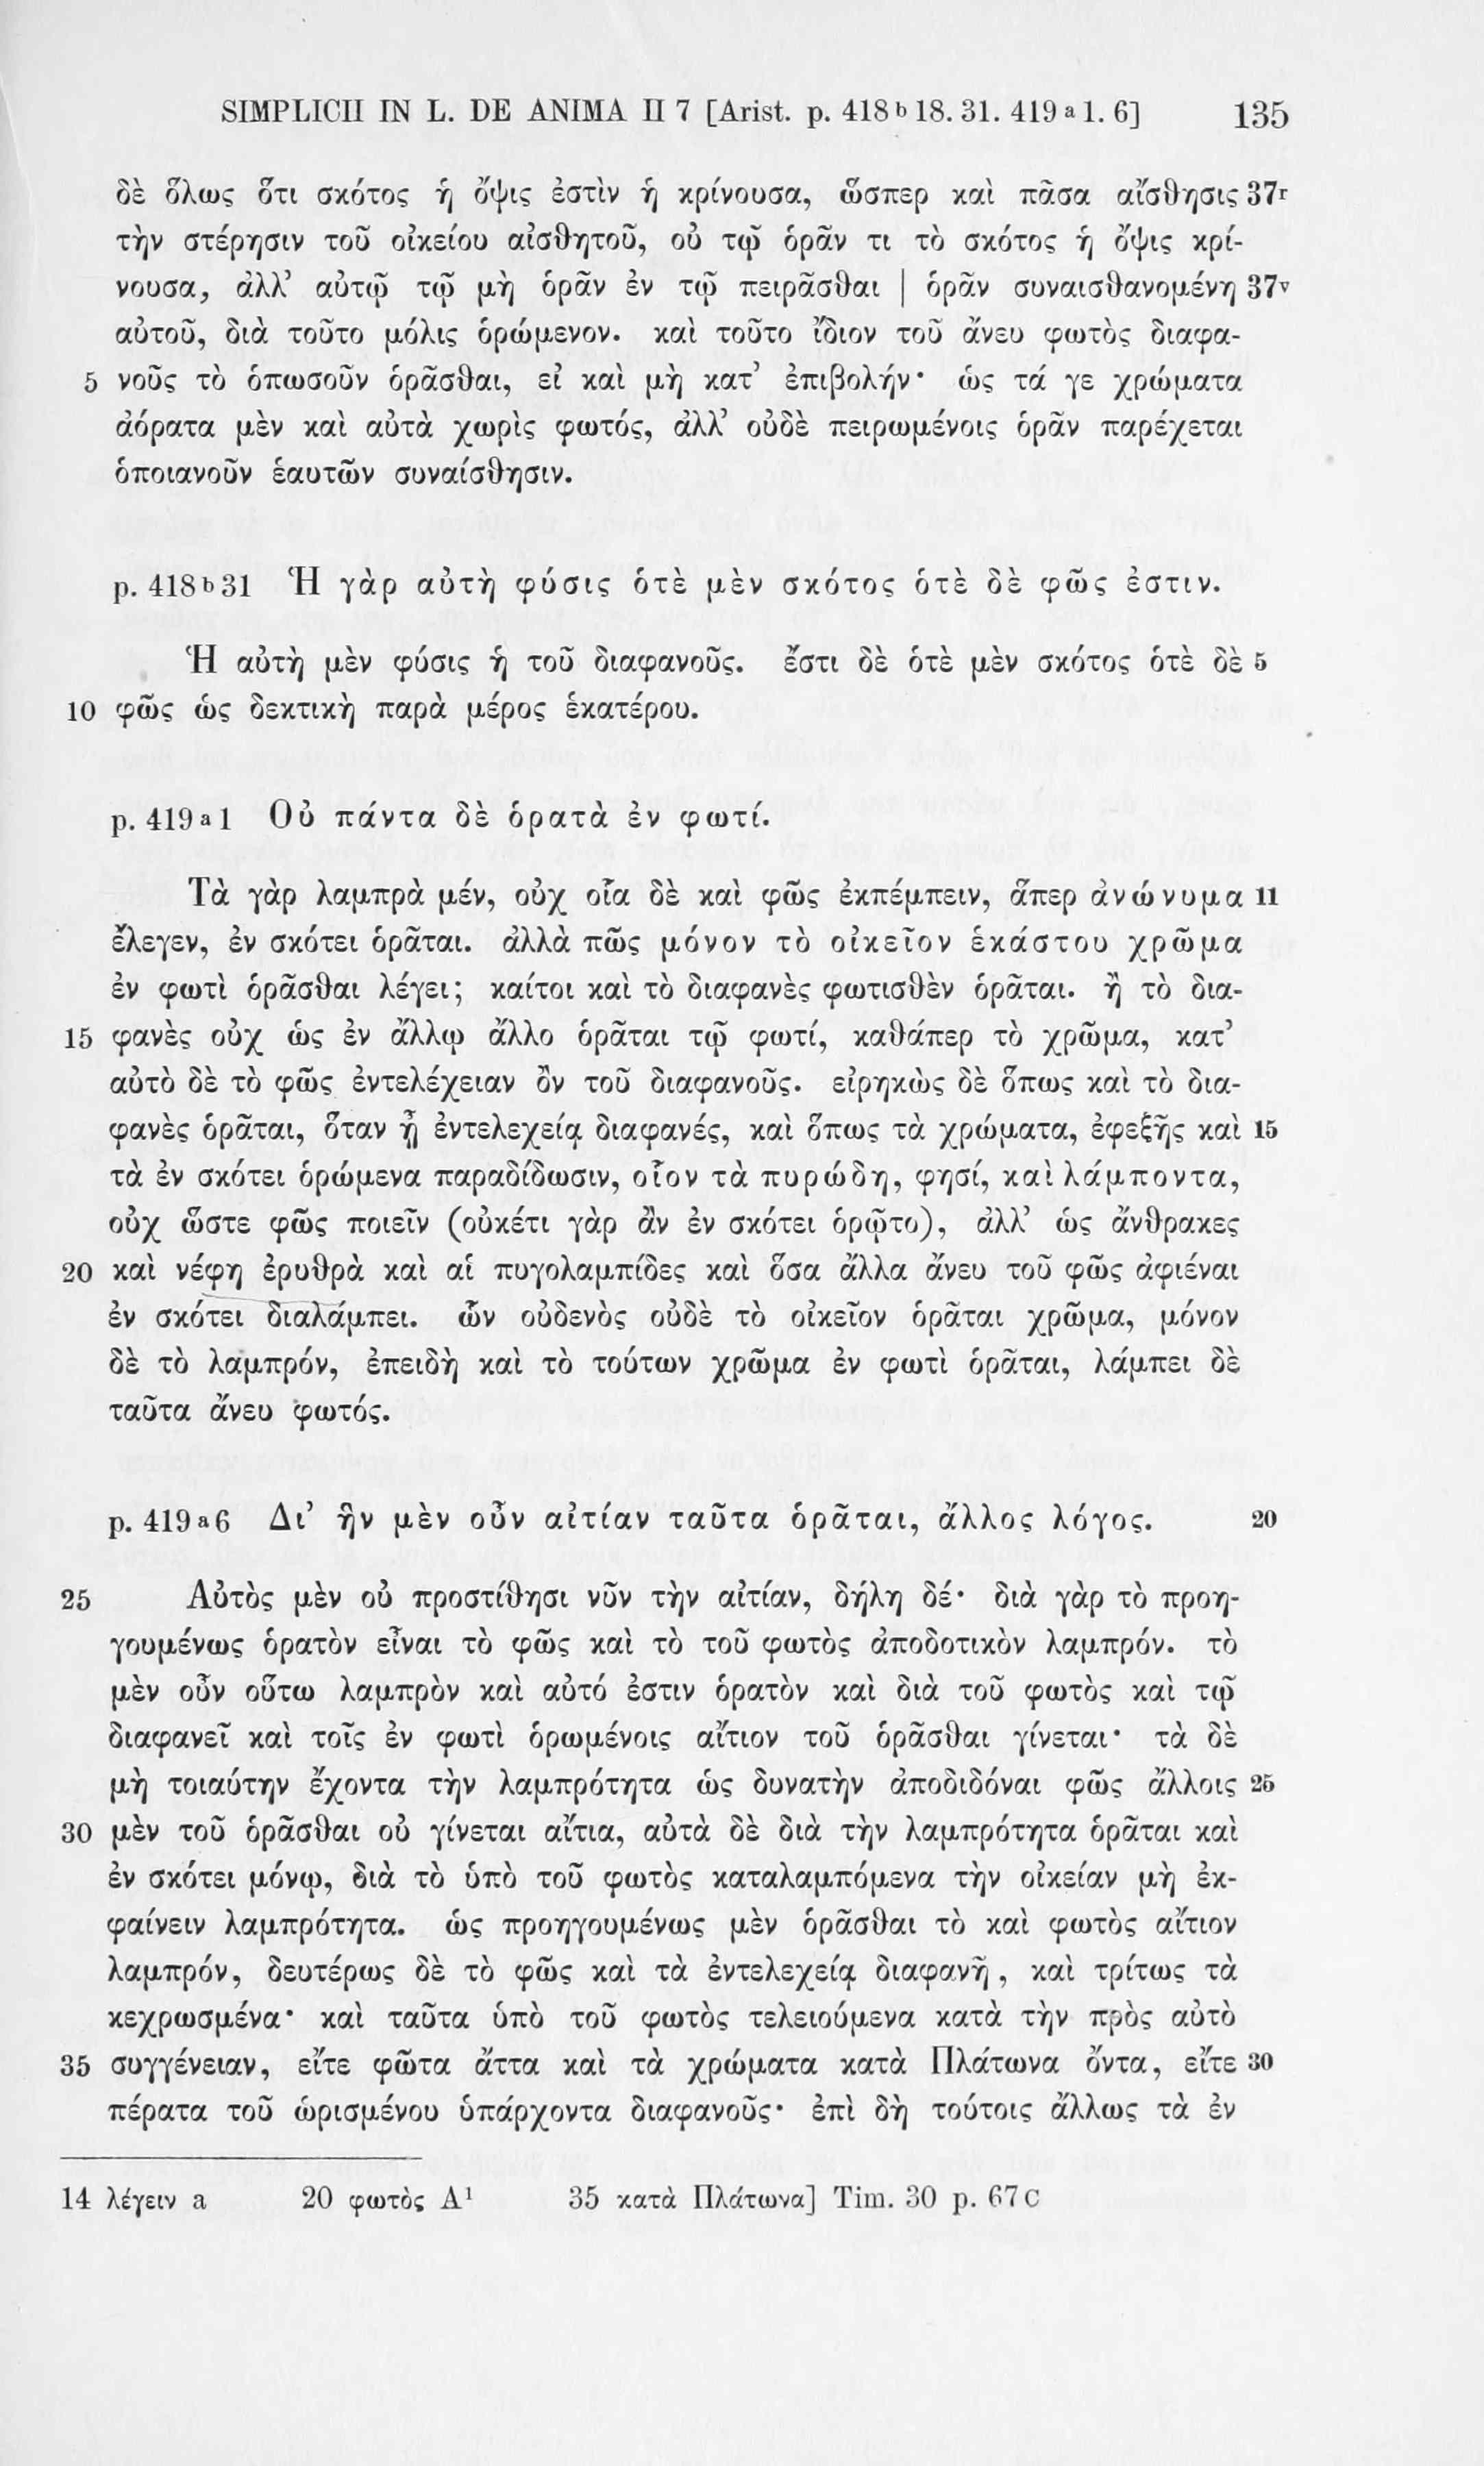 SIMPLICII IN L. DE ANIMA II 7 [Arist. p. 418 b 18. 31. 419 a 1. 6] 135
δὲ ὅλως ὅτι σκότος ἡ ὄψις ἐστὶν ἡ κρίνουσα, ὥσπερ καὶ πᾶσα αἴσθησις 37r
τὴν στέρησιν τοῦ οἰκείου αἰσθητοῦ, οὐ τῷ ὁρᾶν τι τὸ σκότος ἡ ὄψις κρί-
νουσα, ἀλλ’ αὐτῷ τῷ μὴ ὁρᾶν ἐν τῷ πειρᾶσθαι | ὁρᾶν συναισθανομένη 37v
αὐτοῦ, διὰ τοῦτο μόλις ὁρώμενον. καὶ τοῦτο ἴδιον τοῦ ἄνευ φωτὸς διαφα-
5 νοῦς τὸ ὁπωσοῦν ὁρᾶσθαι, εἰ καὶ μὴ κατ’ ἐπιβολήν· ὡς τά γε χρώματα
ἀόρατα μὲν καὶ αὐτὰ χωρὶς φωτός, ἀλλ’ οὐδὲ πειρωμένοις ὁρᾶν παρέχεται
ὁποιανοῦν ἑαυτῶν συναίσθησιν.
p. 418 b 31 Ἡ γὰρ αὐτὴ φύσις ὁτὲ μὲν σκότος ὁτὲ δὲ φῶς ἐστιν.
Ἡ αὐτὴ μὲν φύσις ἡ τοῦ διαφανοῦς. ἔστι δὲ ὁτὲ μὲν σκότος ὁτὲ δὲ 5
10 φῶς ὡς δεκτικὴ παρὰ μέρος ἑκατέρου.
p. 419 a 1 Οὐ πάντα δὲ ὁρατὰ ἐν φωτί.
Τὰ γὰρ λαμπρὰ μέν, οὐχ οἷα δὲ καὶ φῶς ἐκπέμπειν, ἅπερ ἀνώνυμα 11
ἔλεγεν, ἐν σκότει ὁρᾶται. ἀλλὰ πῶς μόνον τὸ οἰκεῖον ἑκάστου χρῶμα
ἐν φωτὶ ὁρᾶσθαι λέγει; καίτοι καὶ τὸ διαφανὲς φωτισθὲν ὁρᾶται. ἢ τὸ δια-
15 φανὲς οὐχ ὡς ἐν ἄλλῳ ἄλλο ὁρᾶται τῷ φωτί, καθάπερ τὸ χρῶμα, κατ’
αὐτὸ δὲ τὸ φῶς ἐντελέχειαν ὂν τοῦ διαφανοῦς. εἰρηκὼς δὲ ὅπως καὶ τὸ δια-
φανὲς ὁρᾶται, ὅταν ᾖ ἐντελεχείᾳ διαφανές, καὶ ὅπως τὰ χρώματα, ἐφεξῆς καὶ 15
τὰ ἐν σκότει ὁρώμενα παραδίδωσιν, οἷον τὰ πυρώδη, φησί, καὶ λάμποντα,
οὐχ ὥστε φῶς ποιεῖν (οὐκέτι γὰρ ἂν ἐν σκότει ὁρῷτο), ἀλλ’ ὡς ἄνθρακες
20 καὶ νέφη ἐρυθρὰ καὶ αἱ πυγολαμπίδες καὶ ὅσα ἄλλα ἄνευ τοῦ φῶς ἀφιέναι
ἐν σκότει διαλάμπει. ὧν οὐδενὸς οὐδὲ τὸ οἰκεῖον ὁρᾶται χρῶμα, μόνον
δὲ τὸ λαμπρόν, ἐπειδὴ καὶ τὸ τούτων χρῶμα ἐν φωτὶ ὁρᾶται, λάμπει δὲ
ταῦτα ἄνευ φωτός.
p. 419 a 6 Δι’ ἣν μὲν οὖν αἰτίαν ταῦτα ὁρᾶται, ἄλλος λόγος. 20
25 Αὐτὸς μὲν οὐ προστίθησι νῦν τὴν αἰτίαν, δήλη δέ· διὰ γὰρ τὸ προη-
γουμένως ὁρατὸν εἶναι τὸ φῶς καὶ τὸ τοῦ φωτὸς ἀποδοτικὸν λαμπρόν. τὸ
μὲν οὖν οὕτω λαμπρὸν καὶ αὐτό ἐστιν ὁρατὸν καὶ διὰ τοῦ φωτὸς καὶ τῷ
διαφανεῖ καὶ τοῖς ἐν φωτὶ ὁρωμένοις αἴτιον τοῦ ὁρᾶσθαι γίνεται· τὰ δὲ
μὴ τοιαύτην ἔχοντα τὴν λαμπρότητα ὡς δυνατὴν ἀποδιδόναι φῶς ἄλλοις 25
30 μὲν τοῦ ὁρᾶσθαι οὐ γίνεται αἴτια, αὐτὰ δὲ διὰ τὴν λαμπρότητα ὁρᾶται καὶ
ἐν σκότει μόνῳ, διὰ τὸ ὑπὸ τοῦ φωτὸς καταλαμπόμενα τὴν οἰκείαν μὴ ἐκ-
φαίνειν λαμπρότητα. ὡς προηγουμένως μὲν ὁρᾶσθαι τὸ καὶ φωτὸς αἴτιον
λαμπρόν, δευτέρως δὲ τὸ φῶς καὶ τὰ ἐντελεχείᾳ διαφανῆ, καὶ τρίτως τὰ
κεχρωσμένα· καὶ ταῦτα ὑπὸ τοῦ φωτὸς τελειούμενα κατὰ τὴν πρὸς αὐτὸ
35 συγγένειαν, εἴτε φῶτα ἄττα καὶ τὰ χρώματα κατὰ Πλάτωνα ὄντα, εἴτε 30
πέρατα τοῦ ὡρισμένου ὑπάρχοντα διαφανοῦς· ἐπὶ δὴ τούτοις ἄλλως τὰ ἐν
14 λέγειν a 20 φωτὸς A¹ 35 κατὰ Πλάτωνα] Tim. 30 p. 67 C